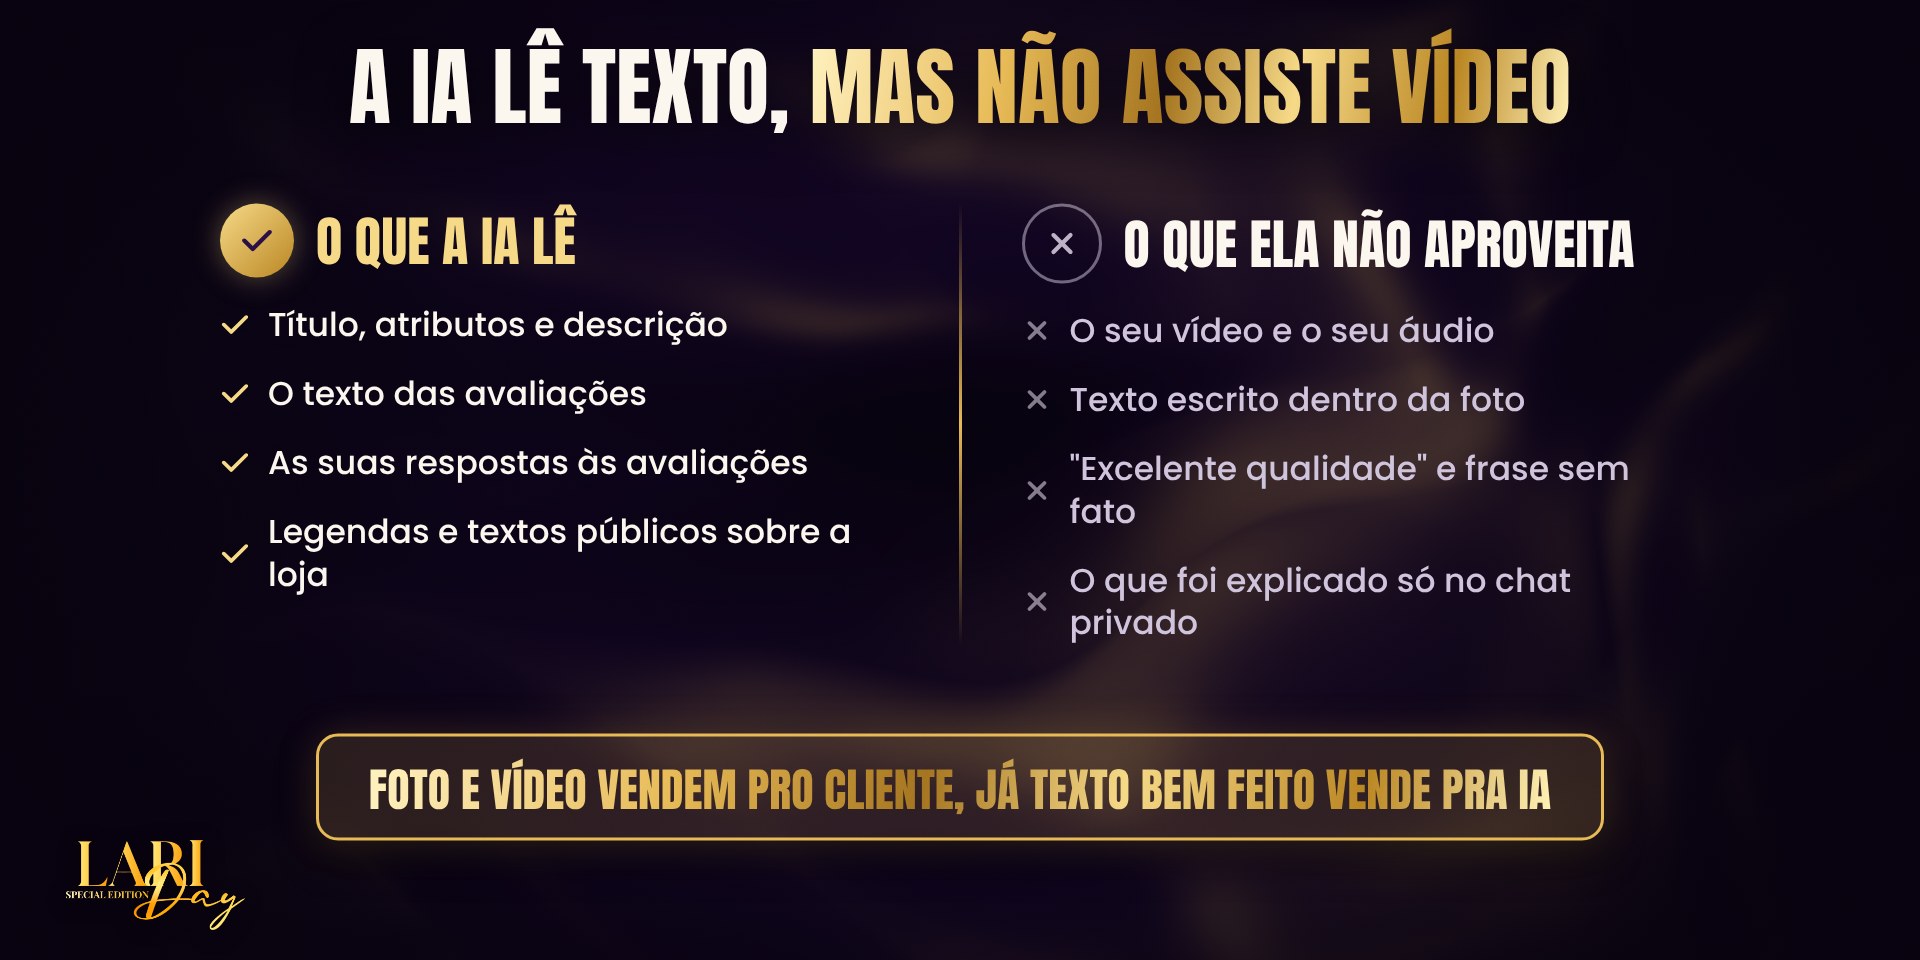 A IA LÊ TEXTO, MAS NÃO ASSISTE VÍDEO
O QUE A IA LÊ
Título, atributos e descrição
O texto das avaliações
As suas respostas às avaliações
Legendas e textos públicos sobre a
loja
O QUE ELA NÃO APROVEITA
O seu vídeo e o seu áudio
Texto escrito dentro da foto
"Excelente qualidade" e frase sem
fato
O que foi explicado só no chat
privado
FOTO E VÍDEO VENDEM PRO CLIENTE, JÁ TEXTO BEM FEITO VENDE PRA IA
LABI
SPECIAL EDITION Day